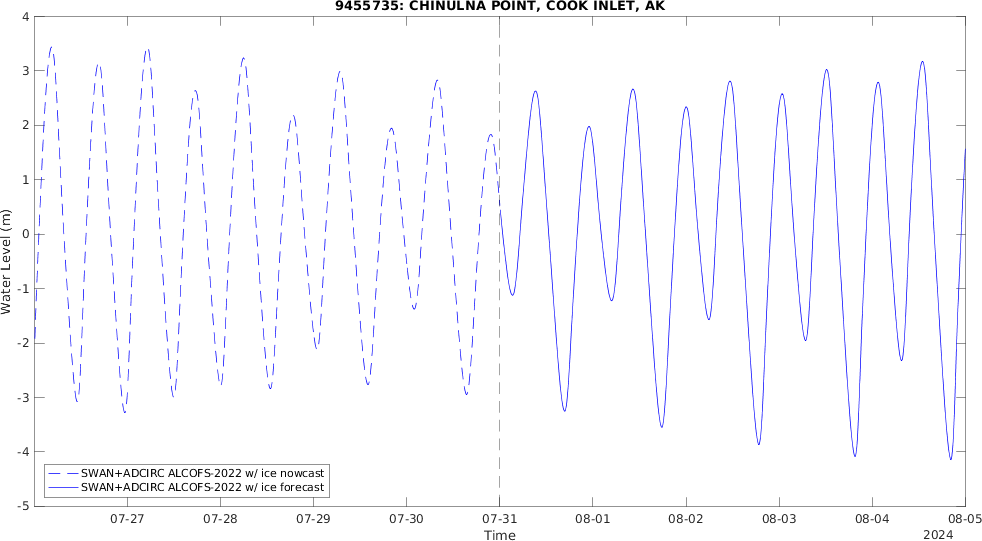 9455735: CHINULNA POINT, COOK INLET, AK
4
3
2
1
0
-1
-2
-3
-4
-5
Water Level (m)
SWAN+ADCIRC ALCOFS-2022 w/ ice nowcast
SWAN+ADCIRC ALCOFS-2022 w/ ice forecast
07-27 07-28 07-29 07-30 07-31 08-01 08-02 08-03 08-04 08-05
Time
2024